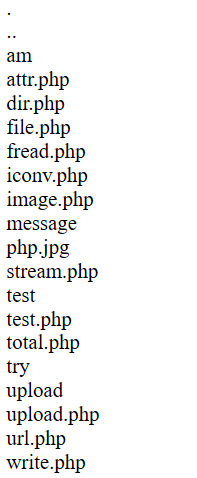 .
..
am
attr.php
dir.php
file.php
fread.php
iconv.php
image.php
message
php.jpg
stream.php
test
test.php
total.php
try
upload
upload.php
url.php
write.php